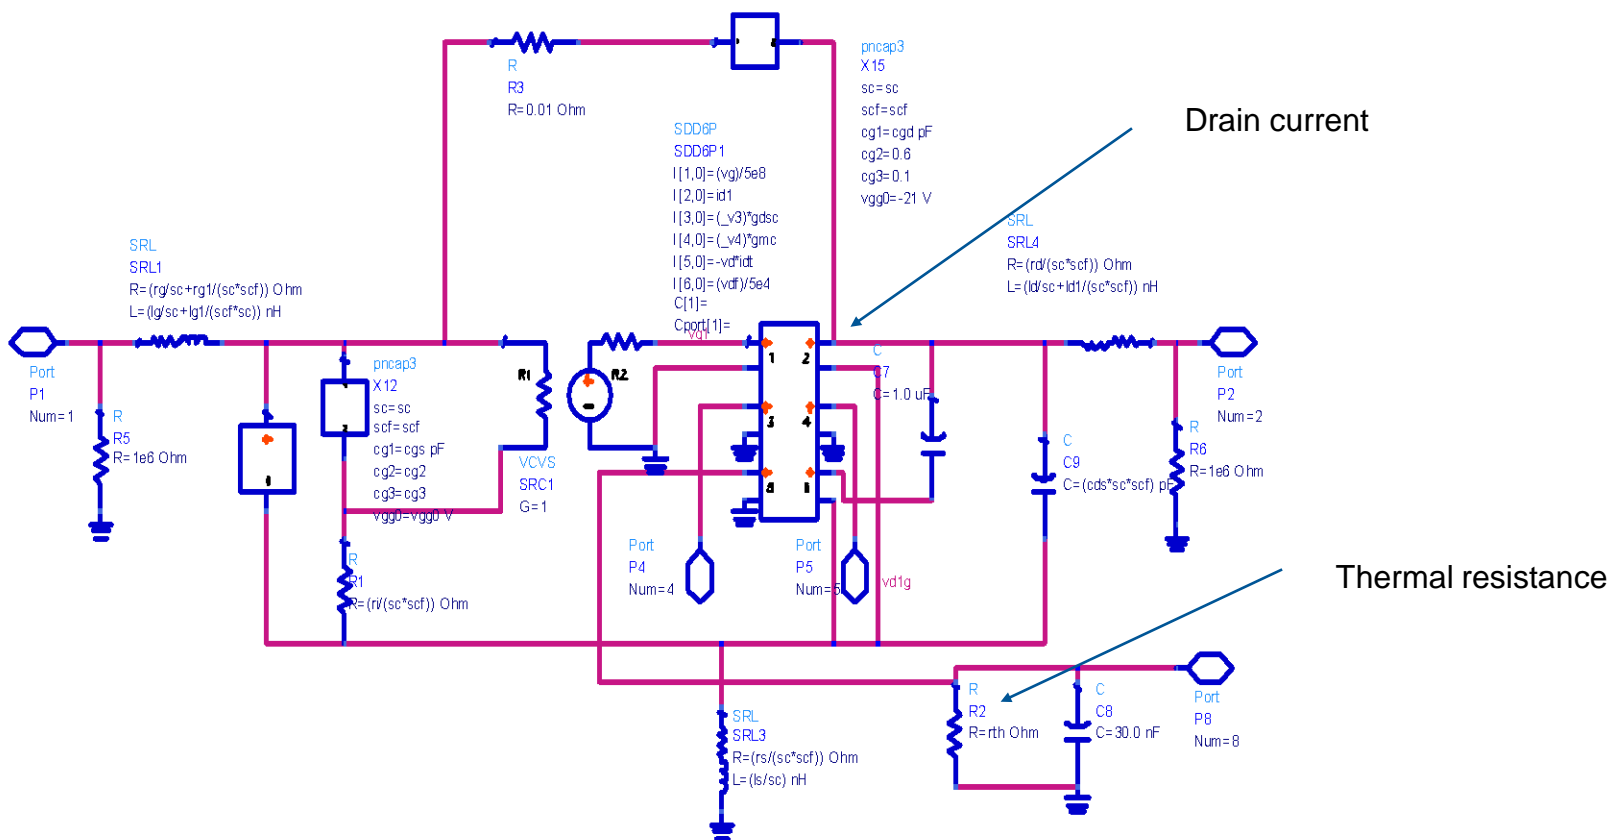 pncap3
X15
sc=sc
scf=scf
cg1=cgd pF
cg2=0.6
cg3=0.1
vgg0=-21 V
R
R3
R=0.01 Ohm
Drain current
SDD6P
SDD6P1
I[1,0]=(vg)/5e8
I[2,0]=id1
I[3,0]=(_v3)*gdsc
I[4,0]=(_v4)*gmc
I[5,0]=-vd*idt
I[6,0]=(vdf)/5e4
C[1]=
Cport[1]=
vg1
SRL
SRL1
R=(rg/sc+rg1/(sc*scf)) Ohm
L=(lg/sc+lg1/(scf*sc)) nH
SRL
SRL4
R=(rd/(sc*scf)) Ohm
L=(ld/sc+ld1/(sc*scf)) nH
Port
P1
Num=1
R
R5
R=1e6 Ohm
pncap3
X12
sc=sc
scf=scf
cg1=cgs pF
cg2=cg2
cg3=cg3
vgg0=vgg0 V
R1
R2
VCVS
SRC1
G=1
1
2
3
4
5
6
C
C7
C=1.0 uF
C
C9
C=(cds*sc*scf) pF
R
R6
R=1e6 Ohm
Port
P2
Num=2
R
R1
R=(ri/(sc*scf)) Ohm
Port
P4
Num=4
Port
P5
Num=5
vd1g
Thermal resistance
SRL
SRL3
R=(rs/(sc*scf)) Ohm
L=(ls/sc) nH
R
R2
R=rth Ohm
C
C8
C=30.0 nF
Port
P8
Num=8